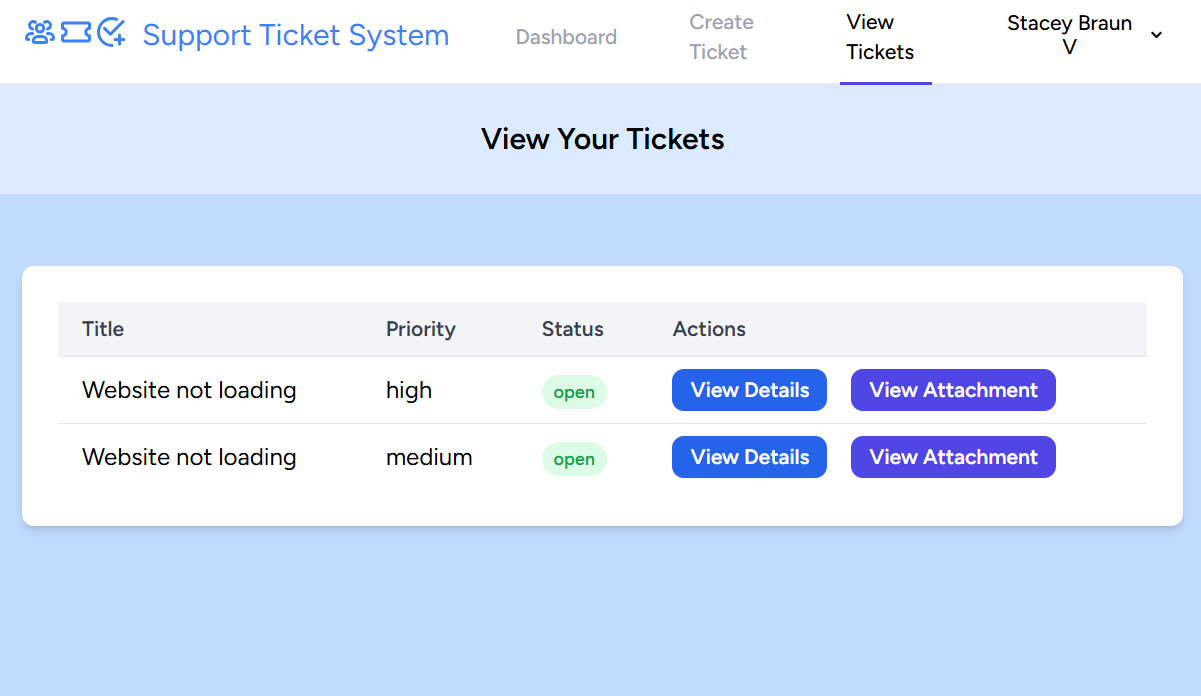 Support Ticket System
Dashboard
Create
Ticket
View
Tickets
Stacey Braun
V
View Your Tickets
Title Priority Status Actions
Website not loading high open View Details View Attachment
Website not loading medium open View Details View Attachment